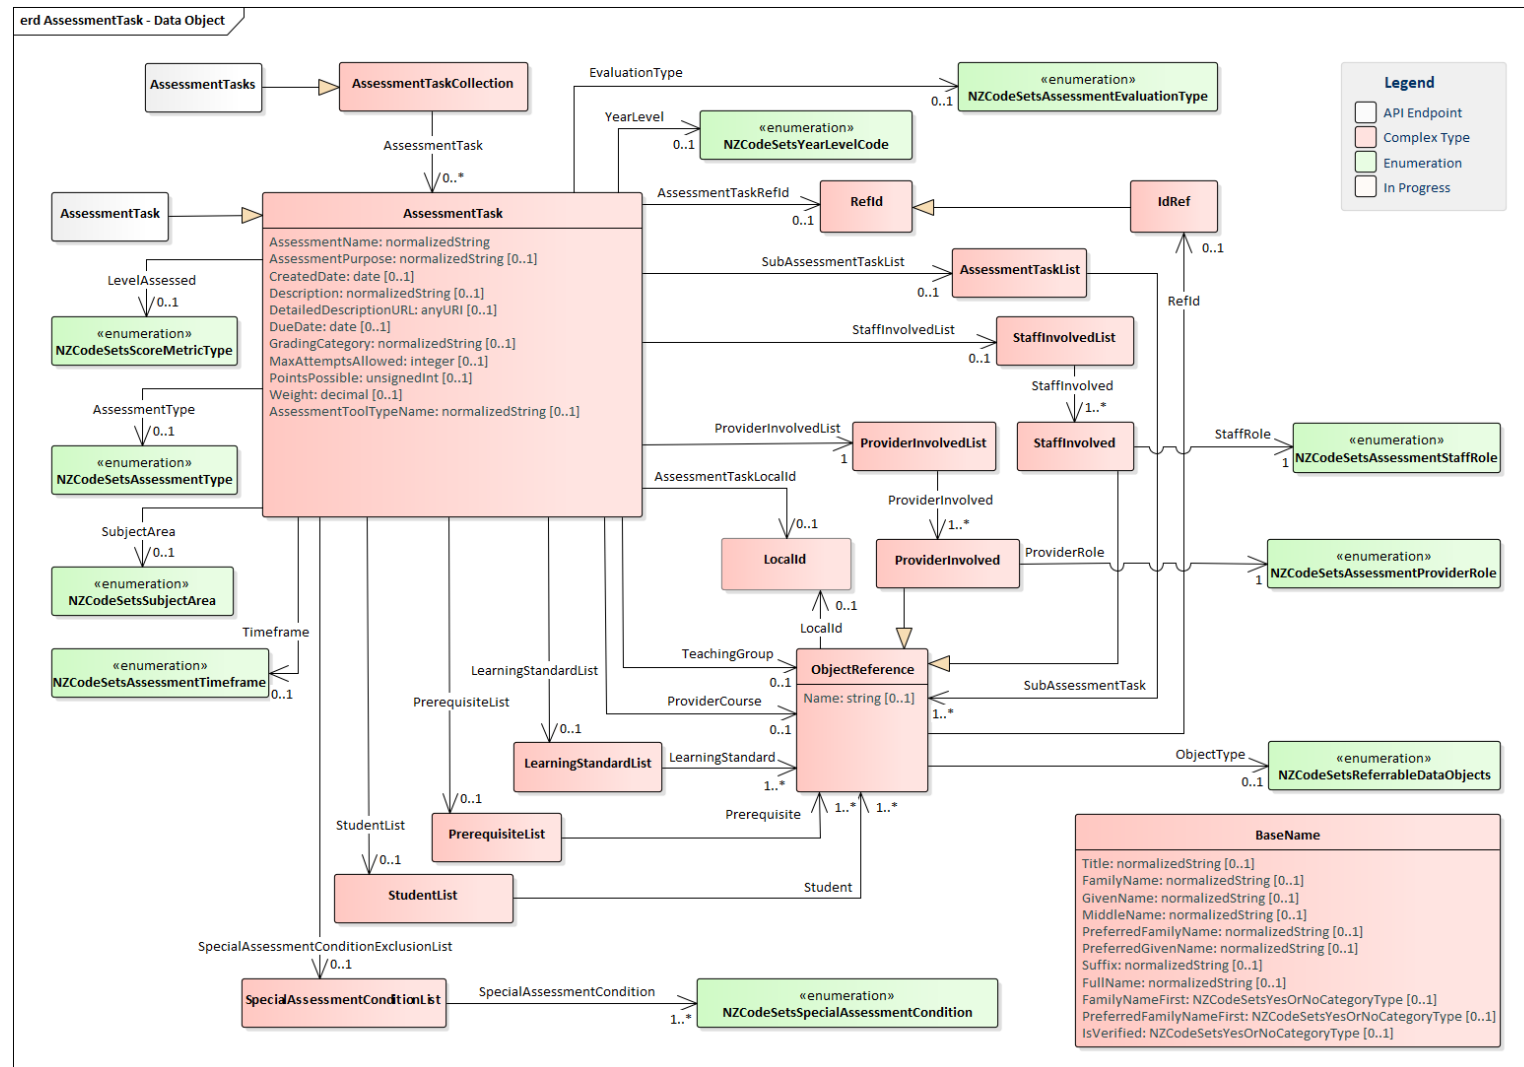 erd AssessmentTask - Data Object
AssessmentTasks
AssessmentTaskCollection
EvaluationType
0..1
«enumeration»
NZCodeSetsAssessmentEvaluationType
Legend
API Endpoint
Complex Type
Enumeration
In Progress
YearLevel
0..1
«enumeration»
NZCodeSetsYearLevelCode
AssessmentTask
0..*
AssessmentTask
AssessmentTask
AssessmentName: normalizedString
AssessmentPurpose: normalizedString [0..1]
CreatedDate: date [0..1]
Description: normalizedString [0..1]
DetailedDescriptionURL: anyURI [0..1]
DueDate: date [0..1]
GradingCategory: normalizedString [0..1]
MaxAttemptsAllowed: integer [0..1]
PointsPossible: unsignedInt [0..1]
Weight: decimal [0..1]
AssessmentToolTypeName: normalizedString [0..1]
AssessmentTaskRefId
0..1
RefId
IdRef
0..1
RefId
SubAssessmentTaskList
0..1
AssessmentTaskList
LevelAssessed
0..1
«enumeration»
NZCodeSetsScoreMetricType
StaffInvolvedList
0..1
StaffInvolvedList
StaffInvolved
1..*
StaffInvolved
StaffRole
1
«enumeration»
NZCodeSetsAssessmentStaffRole
AssessmentType
0..1
«enumeration»
NZCodeSetsAssessmentType
ProviderInvolvedList
1
ProviderInvolvedList
AssessmentTaskLocalId
0..1
LocalId
ProviderInvolved
1..*
ProviderInvolved
ProviderRole
1
«enumeration»
NZCodeSetsAssessmentProviderRole
SubjectArea
0..1
«enumeration»
NZCodeSetsSubjectArea
0..1
LocalId
Timeframe
0..1
«enumeration»
NZCodeSetsAssessmentTimeframe
TeachingGroup
0..1
ObjectReference
Name: string [0..1]
SubAssessmentTask
1..*
LearningStandardList
0..1
PrerequisiteList
0..1
ProviderCourse
0..1
LearningStandardList
LearningStandard
1..*
ObjectType
0..1
«enumeration»
NZCodeSetsReferrableDataObjects
StudentList
0..1
PrerequisiteList
Prerequisite
1..*
1..*
StudentList
Student
BaseName
Title: normalizedString [0..1]
FamilyName: normalizedString [0..1]
GivenName: normalizedString [0..1]
MiddleName: normalizedString [0..1]
PreferredFamilyName: normalizedString [0..1]
PreferredGivenName: normalizedString [0..1]
Suffix: normalizedString [0..1]
FullName: normalizedString [0..1]
FamilyNameFirst: NZCodeSetsYesOrNoCategoryType [0..1]
PreferredFamilyNameFirst: NZCodeSetsYesOrNoCategoryType [0..1]
IsVerified: NZCodeSetsYesOrNoCategoryType [0..1]
SpecialAssessmentConditionExclusionList
0..1
SpecialAssessmentConditionList
SpecialAssessmentCondition
1..*
«enumeration»
NZCodeSetsSpecialAssessmentCondition